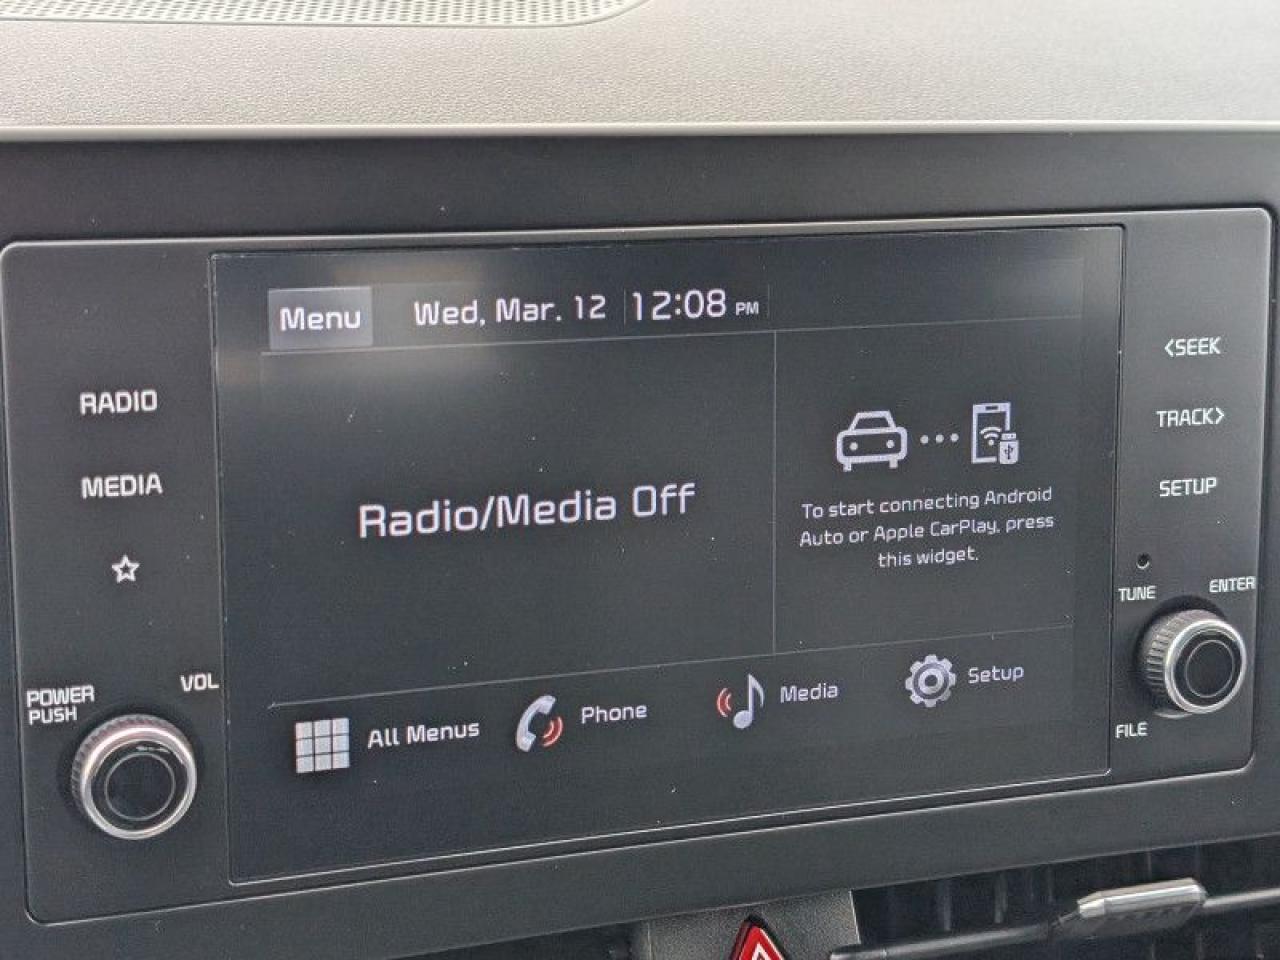 Menu Wed, Mar. 12 12:08 PM
<SEEK
RADIO
TRACK>
MEDIA
SETUP
Radio/Media Off
To start connecting Android
Auto or Apple CarPlay, press
this widget.
TUNE ENTER
POWER
PUSH
VOL
All Menus Phone Media Setup
FILE